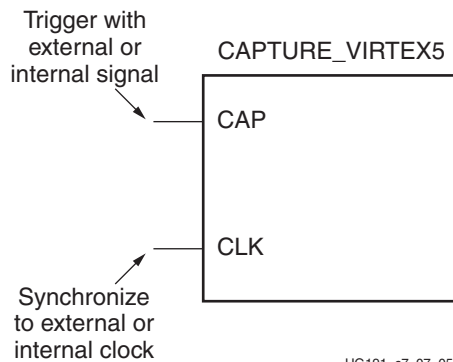 Trigger with
external or
internal signal
CAPTURE_VIRTEX5
CAP
CLK
Synchronize
to external or
internal clock